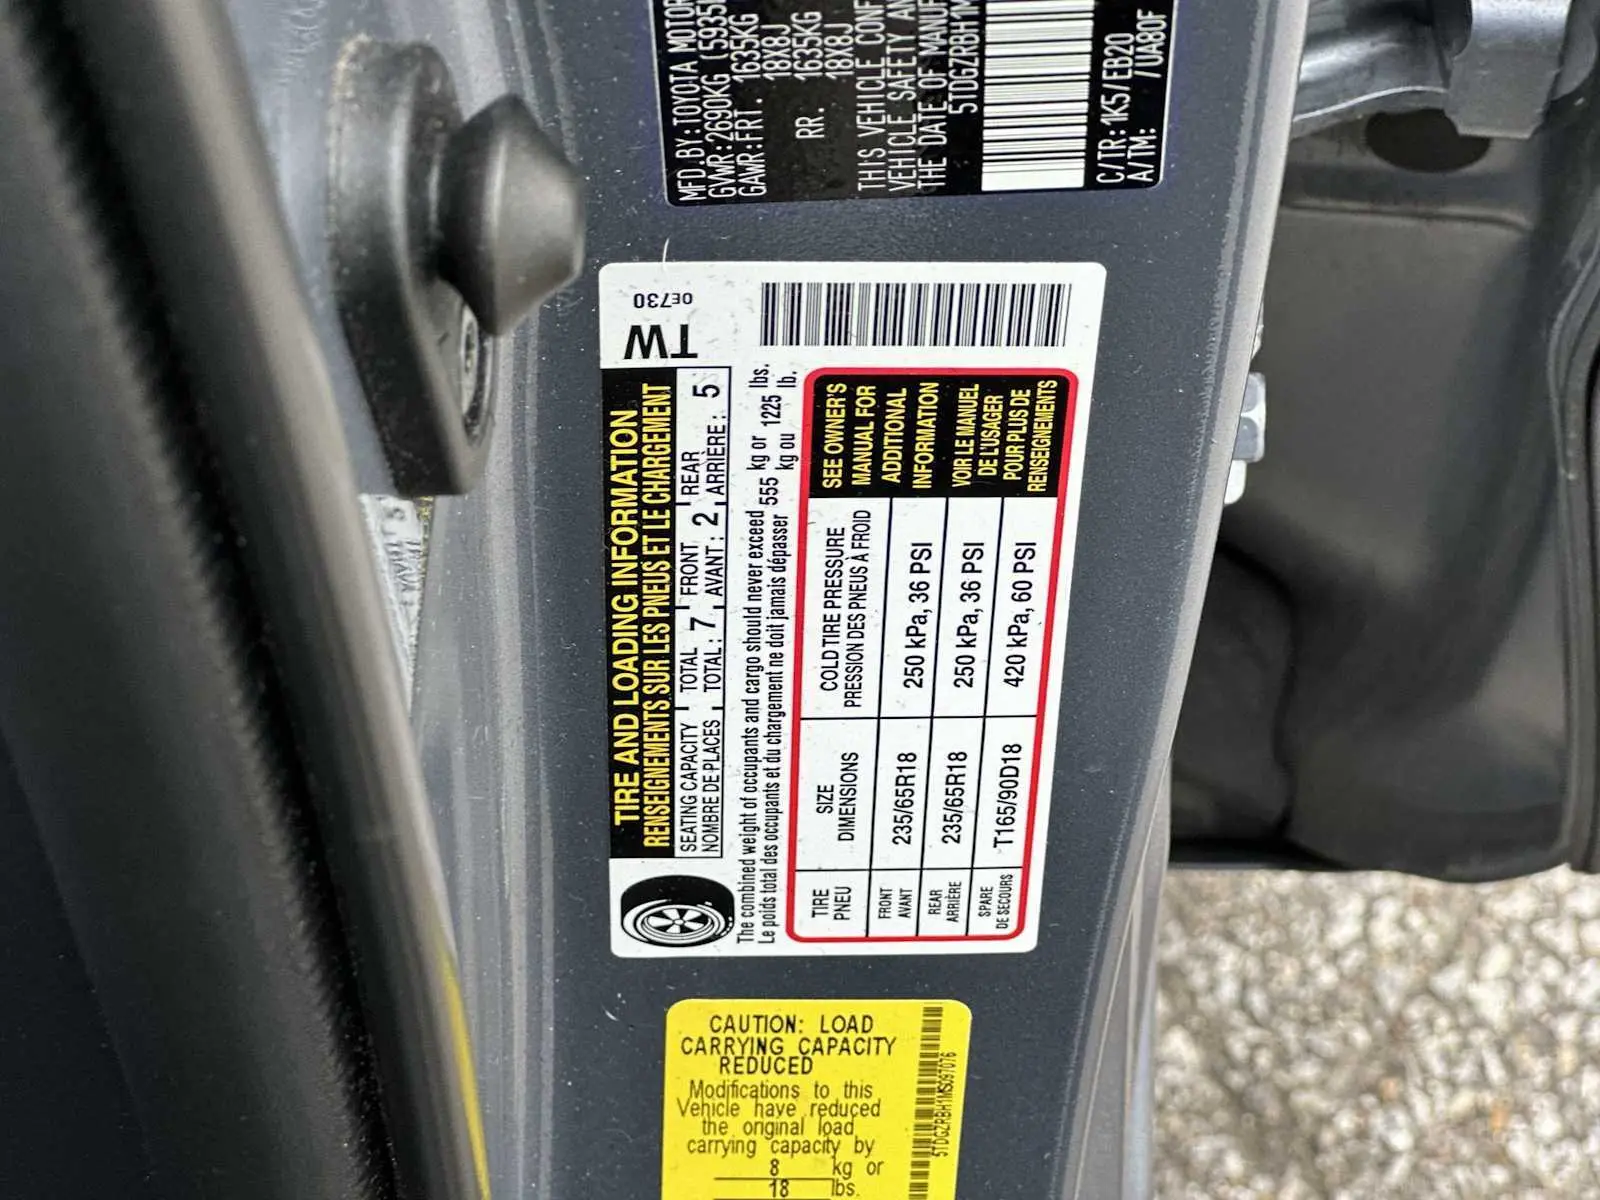 MFD.BY:TOYOTA MOTOR
GVWR:2690KG (5935
GAWR:FRT. 1635KG
18X8J
RR. 1635KG
18X8J
THIS VEHICLE CONF
VEHICLE SAFETY AN
THE DATE OF MANUF
5TDGZRBH1M
C/TR:1K5/EB20
A/TM: /UA80F
0E730
TW
TIRE AND LOADING INFORMATION
RENSEIGNEMENTS SUR LES PNEUS ET LE CHARGEMENT
SEATING CAPACITY TOTAL FRONT REAR
NOMBRE DE PLACES TOTAL : 7 AVANT : 2 ARRIÈRE : 5
The combined weight of occupants and cargo should never exceed 555 kg or 1225 lbs.
Le poids total des occupants et du chargement ne doit jamais dépasser kg ou lb.
TIRE SIZE COLD TIRE PRESSURE
PNEU DIMENSIONS PRESSION DES PNEUS À FROID
FRONT
AVANT
235/65R18 250 kPa, 36 PSI
REAR
ARRIÈRE
235/65R18 250 kPa, 36 PSI
SPARE
DE SECOURS
T165/90D18 420 kPa, 60 PSI
SEE OWNER'S
MANUAL FOR
ADDITIONAL
INFORMATION
VOIR LE MANUEL
DE L'USAGER
POUR PLUS DE
RENSEIGNEMENTS
CAUTION: LOAD
CARRYING CAPACITY
REDUCED
Modifications to this
Vehicle have reduced
the original load
carrying capacity by
8 kg or
18 lbs.
5TDGZRBH1MS097076